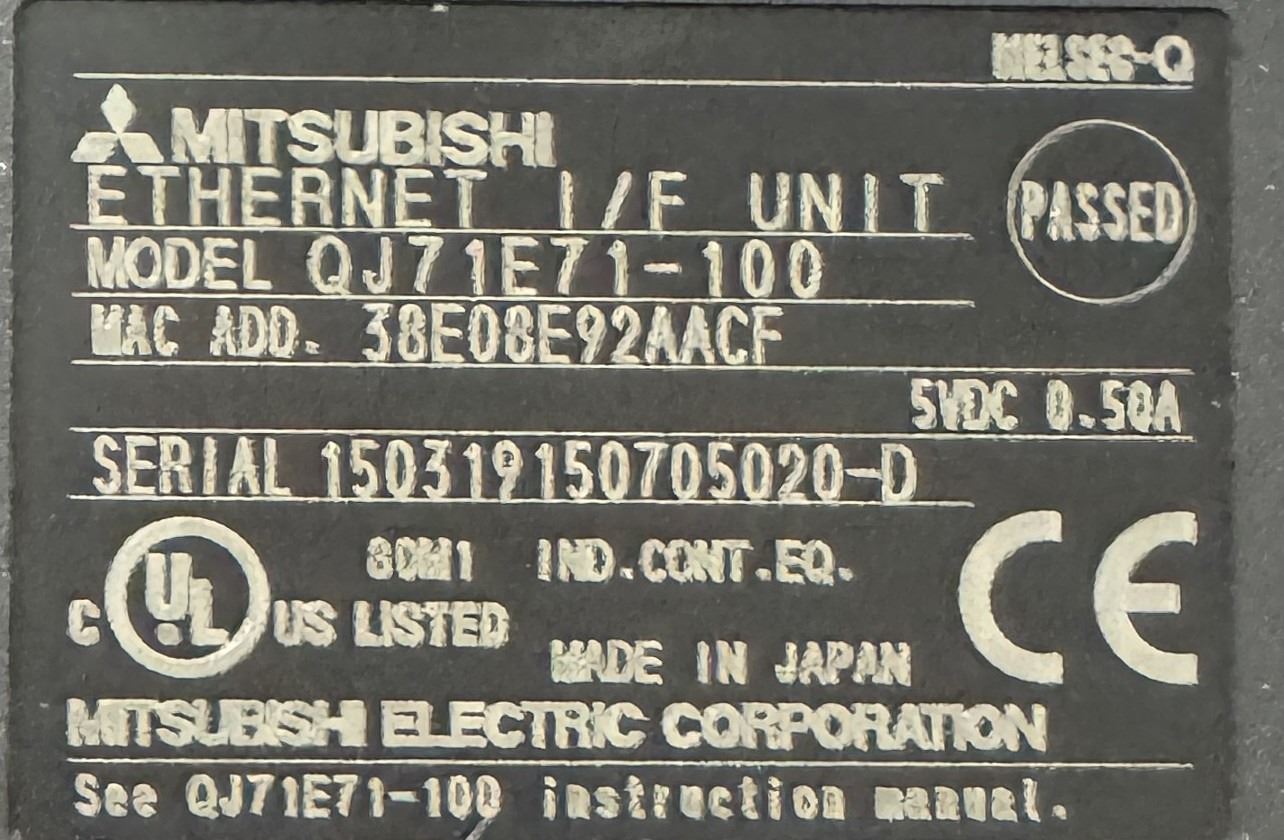 MELSEC-Q
MITSUBISHI
ETHERNET I/F UNIT
PASSED
MODEL QJ71E71-100
MAC ADD. 38E08E92AACF
5VDC 0.50A
SERIAL 150319150705020-D
80M1 IND.CONT.EQ.
C UL US LISTED
CE
MADE IN JAPAN
MITSUBISHI ELECTRIC CORPORATION
See QJ71E71-100 instruction manual.